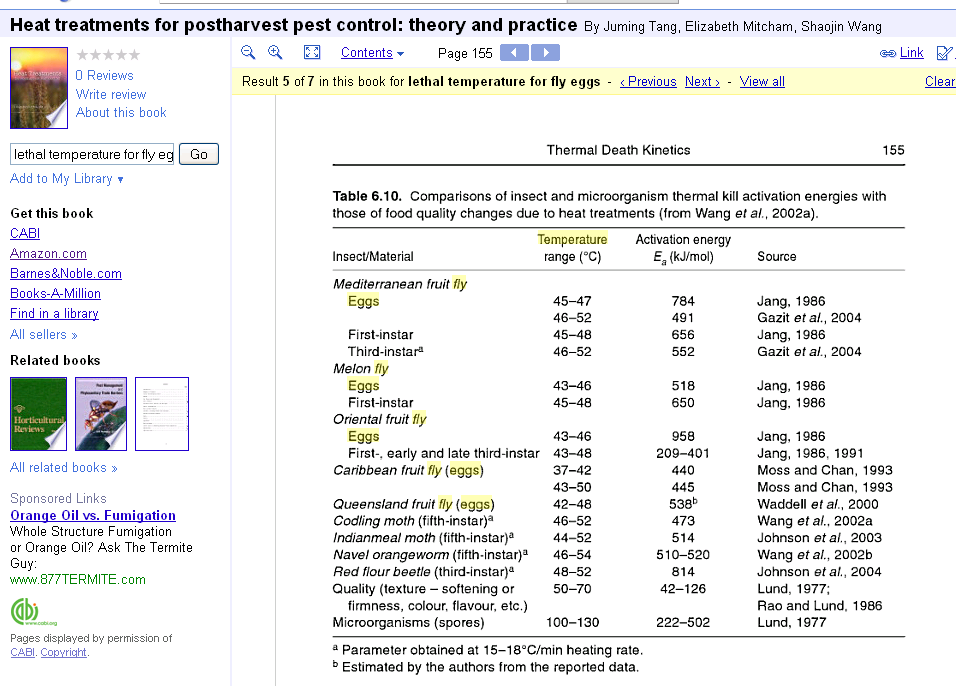 Heat treatments for postharvest pest control: theory and practice By Juming Tang, Elizabeth Mitcham, Shaojin Wang
0 Reviews
Write review
About this book
lethal temperature for fly eg Go
Add to My Library ▾
Get this book
CABI
Amazon.com
Barnes&Noble.com
Books-A-Million
Find in a library
All sellers »
Related books
Horticultural
Reviews
All related books »
Sponsored Links
Orange Oil vs. Fumigation
Whole Structure Fumigation
or Orange Oil? Ask The Termite
Guy:
www.877TERMITE.com
cabi
www.cabi.org
Pages displayed by permission of
CABI. Copyright.
Contents ▾ Page 155 Link
Result 5 of 7 in this book for lethal temperature for fly eggs - ‹ Previous Next › - View all Clear
Thermal Death Kinetics 155
Table 6.10. Comparisons of insect and microorganism thermal kill activation energies with
those of food quality changes due to heat treatments (from Wang et al., 2002a).
Temperature Activation energy
Insect/Material range (°C) Ea (kJ/mol) Source
Mediterranean fruit fly
Eggs 45–47 784 Jang, 1986
46–52 491 Gazit et al., 2004
First-instar 45–48 656 Jang, 1986
Third-instarᵃ 46–52 552 Gazit et al., 2004
Melon fly
Eggs 43–46 518 Jang, 1986
First-instar 45–48 650 Jang, 1986
Oriental fruit fly
Eggs 43–46 958 Jang, 1986
First-, early and late third-instar 43–48 209–401 Jang, 1986, 1991
Caribbean fruit fly (eggs) 37–42 440 Moss and Chan, 1993
43–50 445 Moss and Chan, 1993
Queensland fruit fly (eggs) 42–48 538ᵇ Waddell et al., 2000
Codling moth (fifth-instar)ᵃ 46–52 473 Wang et al., 2002a
Indianmeal moth (fifth-instar)ᵃ 44–52 514 Johnson et al., 2003
Navel orangeworm (fifth-instar)ᵃ 46–54 510–520 Wang et al., 2002b
Red flour beetle (third-instar)ᵃ 48–52 814 Johnson et al., 2004
Quality (texture – softening or 50–70 42–126 Lund, 1977;
firmness, colour, flavour, etc.) Rao and Lund, 1986
Microorganisms (spores) 100–130 222–502 Lund, 1977
ᵃ Parameter obtained at 15–18°C/min heating rate.
ᵇ Estimated by the authors from the reported data.